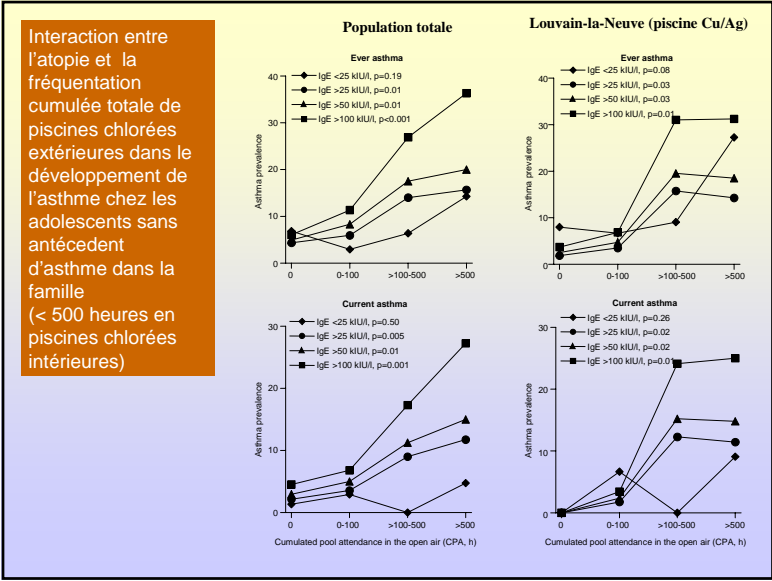 Interaction entre
l'atopie et la
fréquentation
cumulée totale de
piscines chlorées
extérieures dans le
développement de
l'asthme chez les
adolescents sans
antécedent
d'asthme dans la
famille
(< 500 heures en
piscines chlorées
intérieures)
Population totale
Ever asthma
40
30
20
10
0
Asthma prevalence
IgE <25 kIU/l, p=0.19
IgE >25 kIU/l, p=0.01
IgE >50 kIU/l, p=0.01
IgE >100 kIU/l, p<0.001
0
0-100
>100-500
>500
Current asthma
30
20
10
0
Asthma prevalence
IgE <25 kIU/l, p=0.50
IgE >25 kIU/l, p=0.005
IgE >50 kIU/l, p=0.01
IgE >100 kIU/l, p=0.001
0
0-100
>100-500
>500
Cumulated pool attendance in the open air (CPA, h)
Louvain-la-Neuve (piscine Cu/Ag)
Ever asthma
40
30
20
10
0
Asthma prevalence
IgE <25 kIU/l, p=0.08
IgE >25 kIU/l, p=0.03
IgE >50 kIU/l, p=0.03
IgE >100 kIU/l, p=0.01
0
0-100
>100-500
>500
Current asthma
30
20
10
0
Asthma prevalence
IgE <25 kIU/l, p=0.26
IgE >25 kIU/l, p=0.02
IgE >50 kIU/l, p=0.02
IgE >100 kIU/l, p=0.01
0
0-100
>100-500
>500
Cumulated pool attendance in the open air (CPA, h)